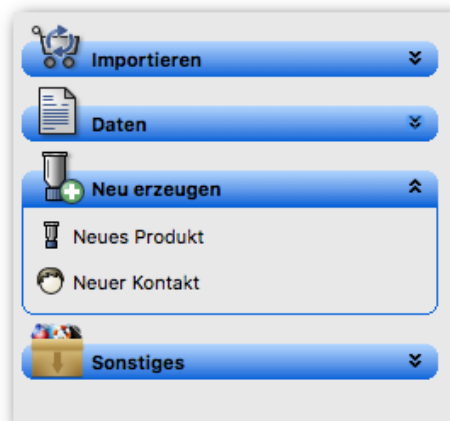 Importieren
Daten
Neu erzeugen
Neues Produkt
Neuer Kontakt
Sonstiges